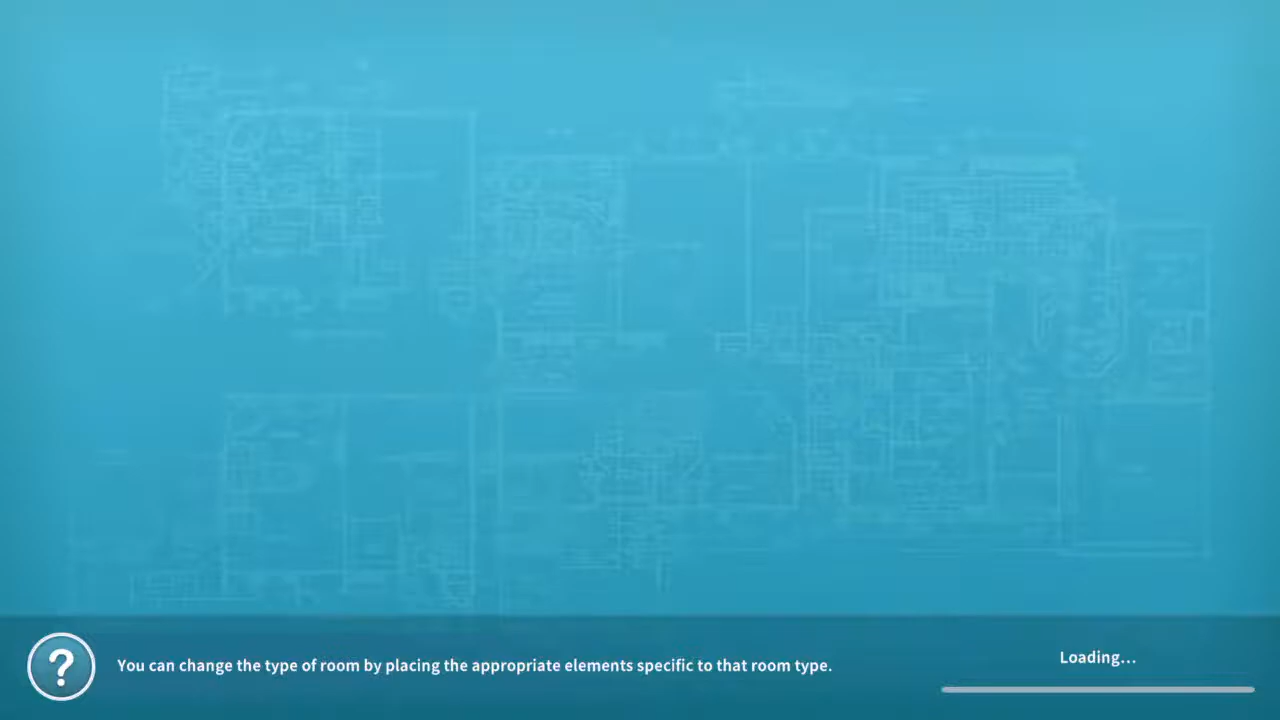 You can change the type of room by placing the appropriate elements specific to that room type.
Loading...